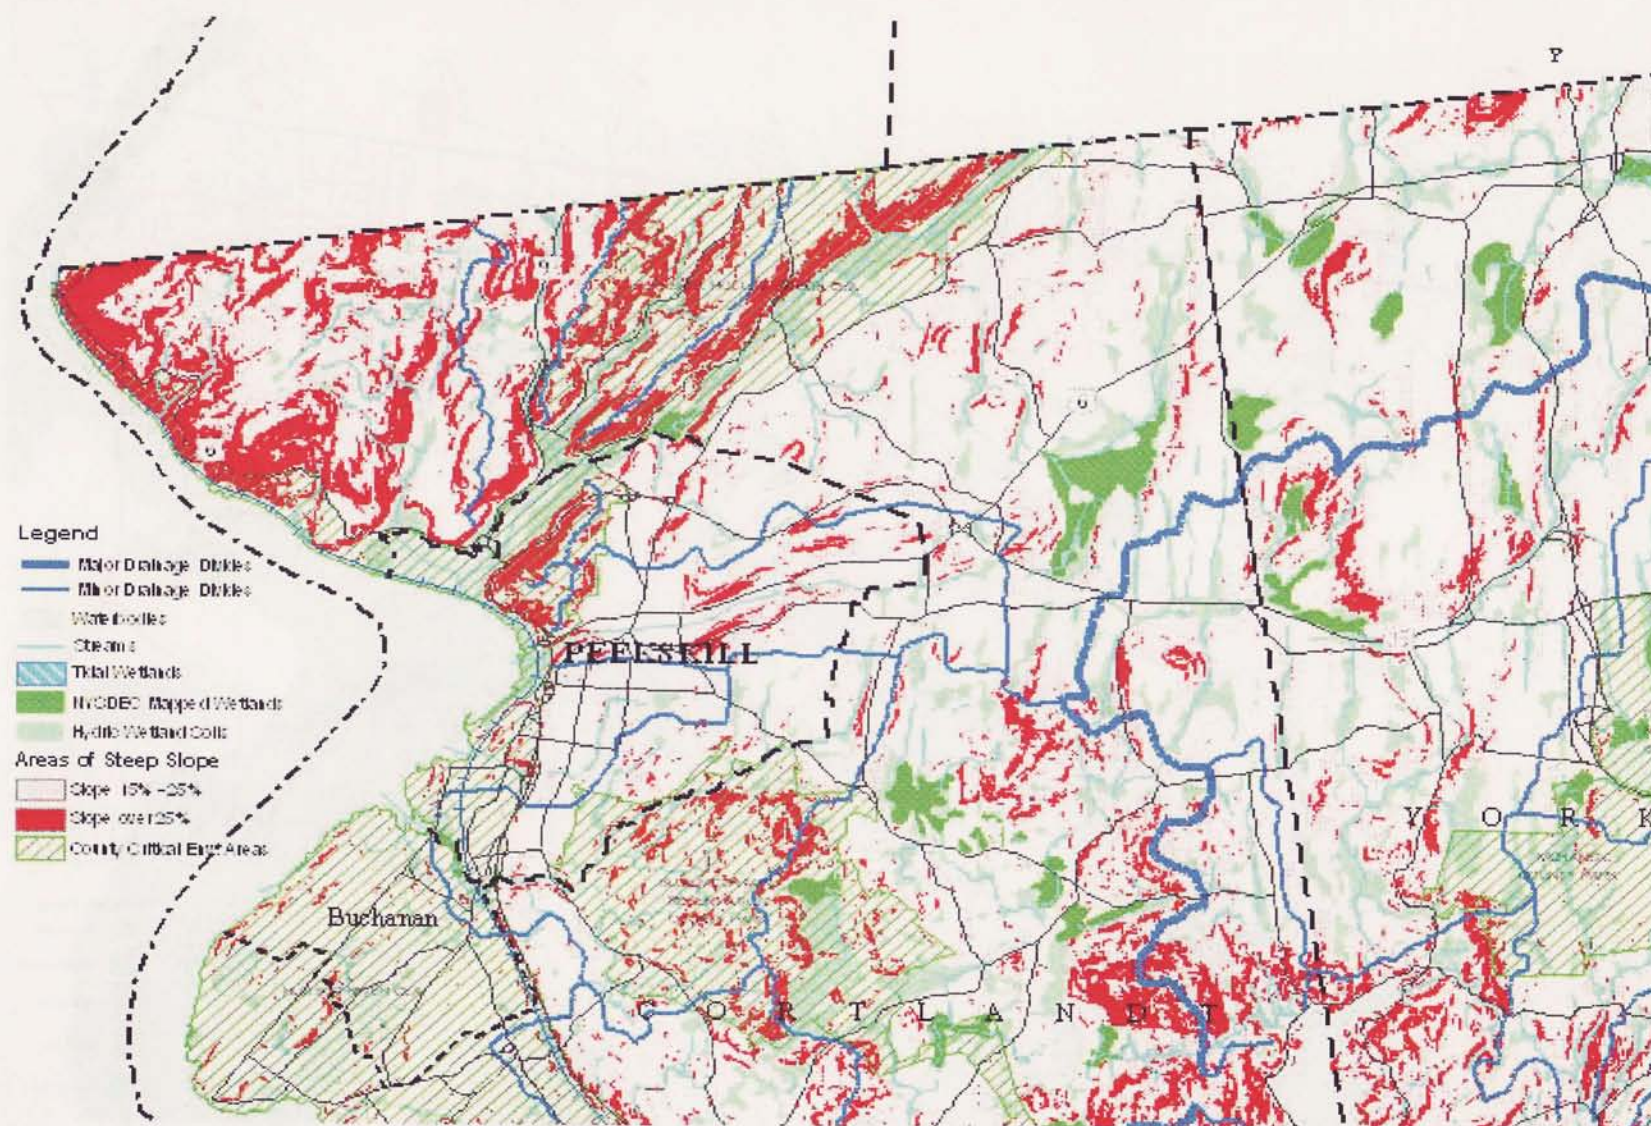 P
PEEKSKILL
Legend
Major Drainage Divides
Minor Drainage Divides
Waterbodies
Streams
Tidal Wetlands
NYSDEC Mapped Wetlands
Hydric Wetland Soils
Areas of Steep Slope
Slope 15% - 25%
Slope over 25%
County Critical Env't Areas
Y O R K
Buchanan
C O R T L A N D T